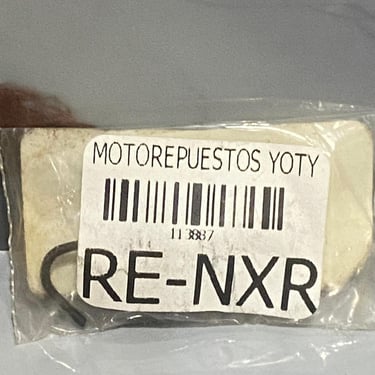 MOTOREPUESTOS YOTY
113887
RE-NXR